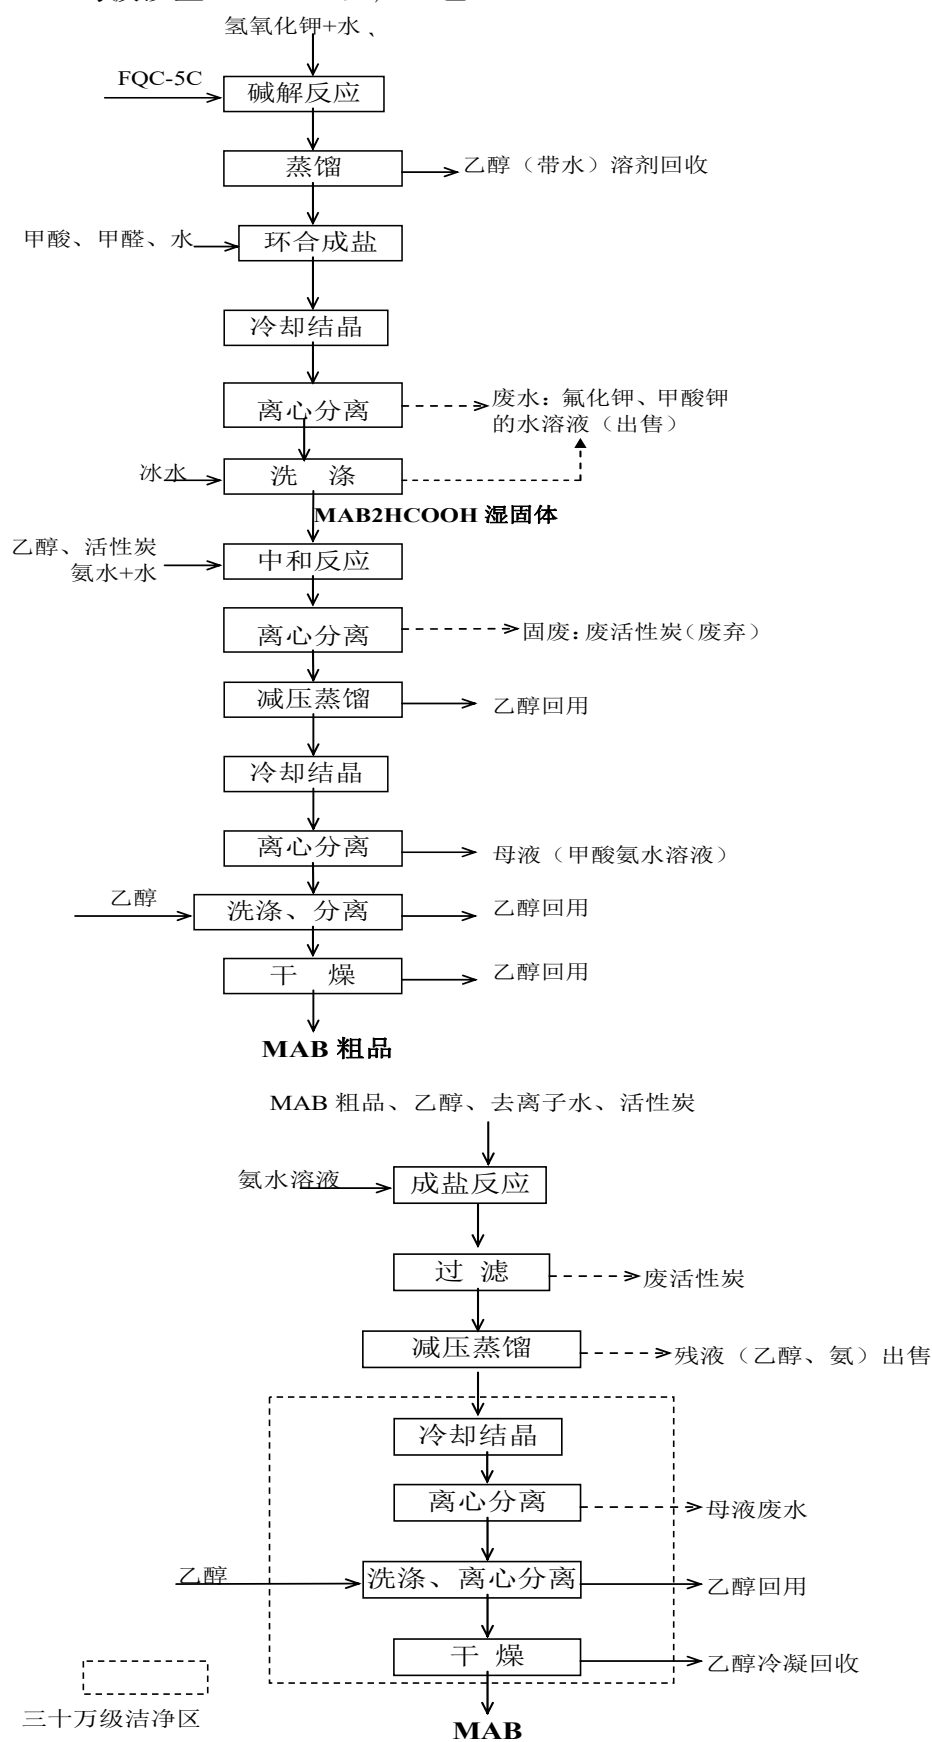 氢氧化钾+水、
FQC-5C
碱解反应
蒸馏
乙醇（带水）溶剂回收
甲酸、甲醛、水
环合成盐
冷却结晶
离心分离
废水：氟化钾、甲酸钾
的水溶液（出售）
冰水
洗 涤
MAB2HCOOH 湿固体
乙醇、活性炭
氨水+水
中和反应
离心分离
固废：废活性炭（废弃）
减压蒸馏
乙醇回用
冷却结晶
离心分离
母液（甲酸氨水溶液）
乙醇
洗涤、分离
乙醇回用
干 燥
乙醇回用
MAB 粗品
MAB 粗品、乙醇、去离子水、活性炭
氨水溶液
成盐反应
过 滤
废活性炭
减压蒸馏
残液（乙醇、氨）出售
冷却结晶
离心分离
母液废水
乙醇
洗涤、离心分离
乙醇回用
干 燥
乙醇冷凝回收
三十万级洁净区
MAB